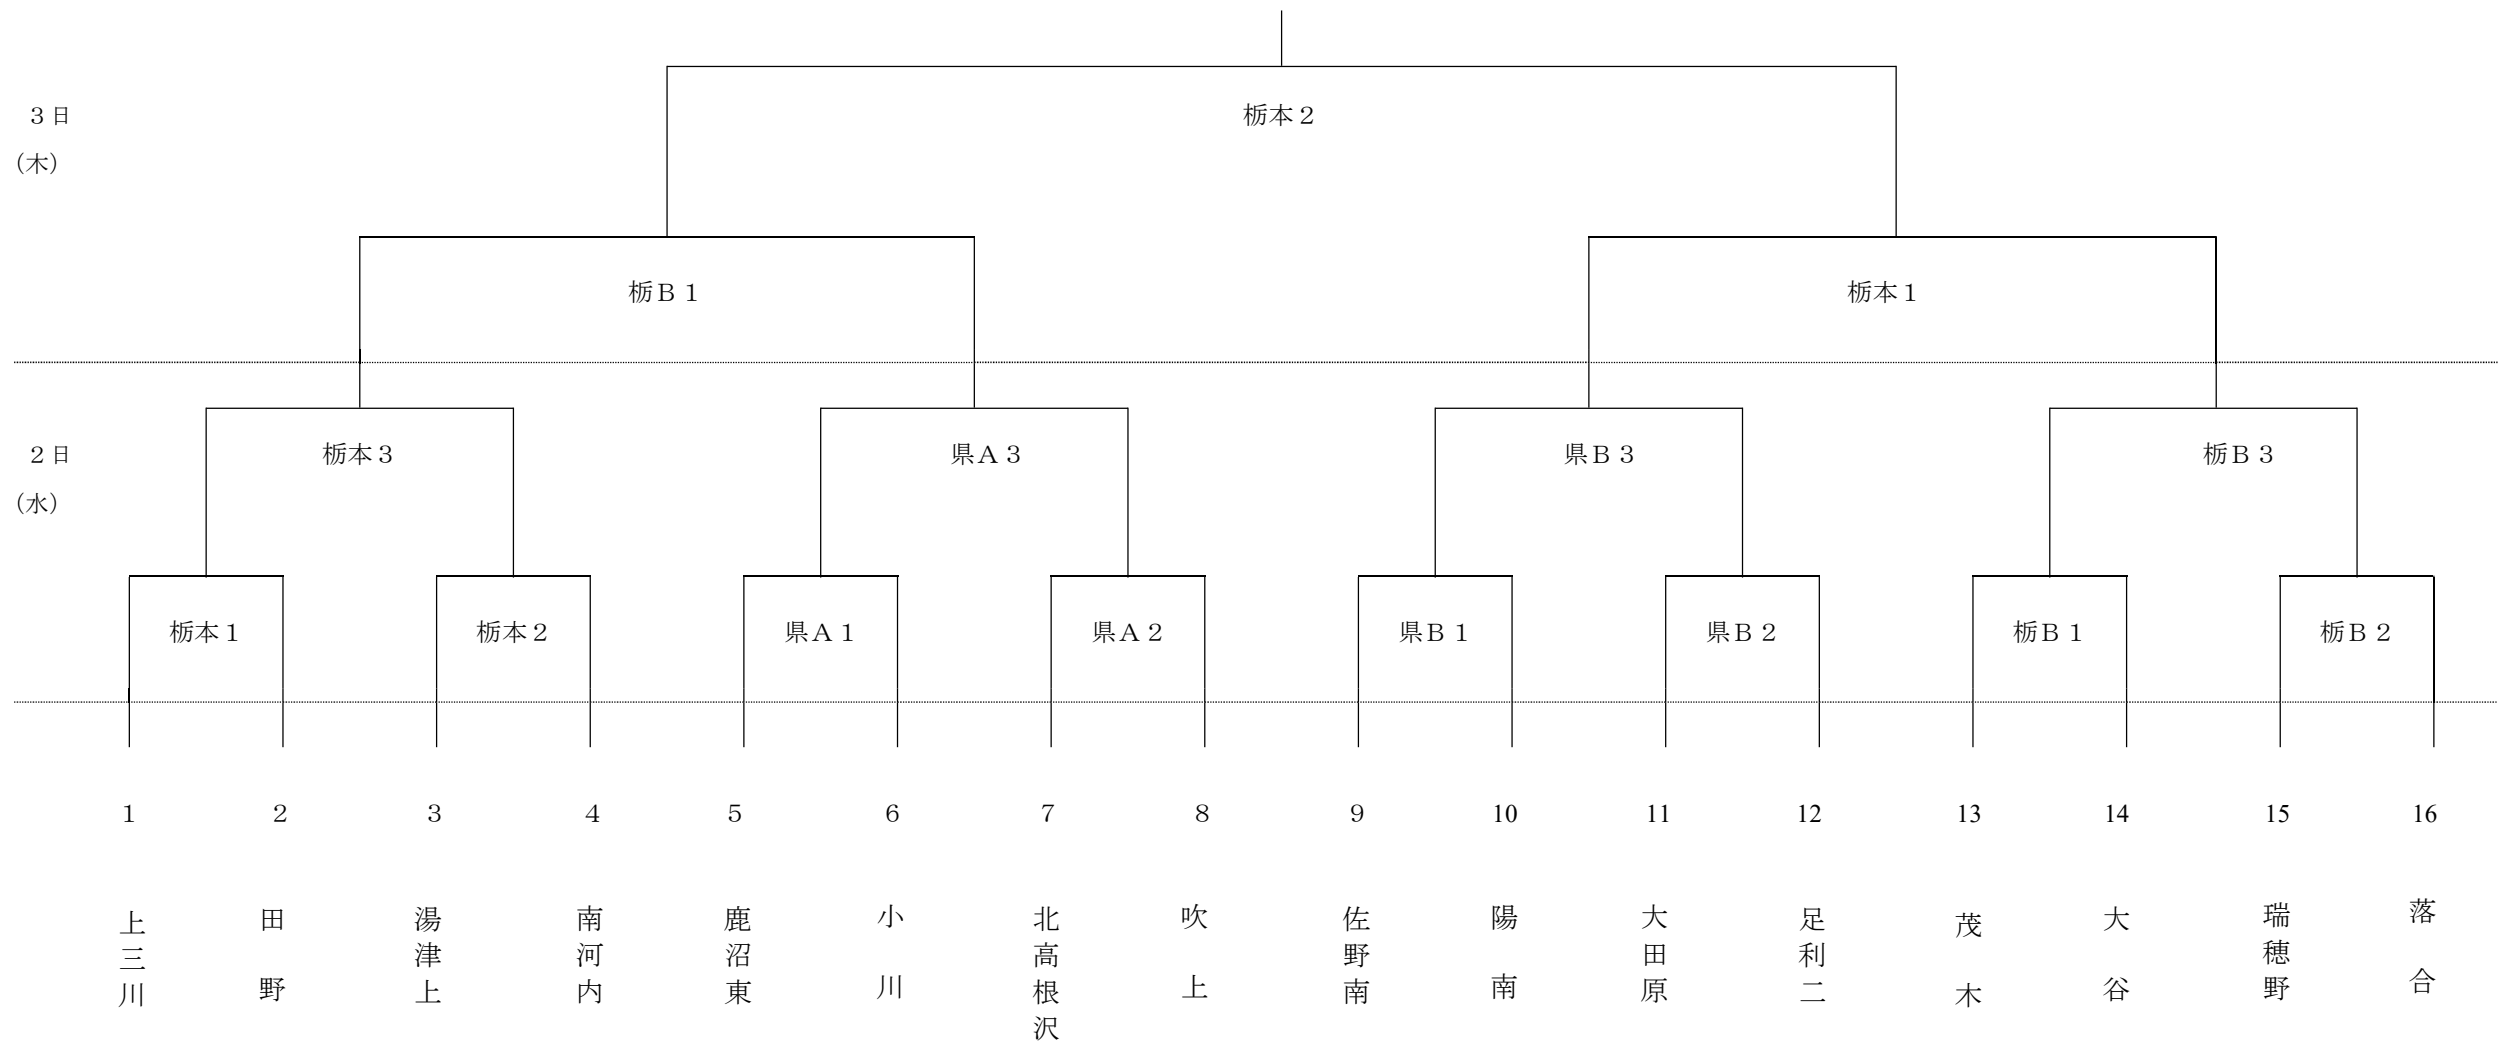 3日
栃本2
(木)
栃B1
栃本1
2日
栃本3
県A3
県B3
栃B3
(水)
栃本1
栃本2
県A1
県A2
県B1
県B2
栃B1
栃B2
1
2
3
4
5
6
7
8
9
10
11
12
13
14
15
16
上三川
田野
湯津上
南河内
鹿沼東
小川
北高根沢
吹上
佐野南
陽南
大田原
足利二
茂木
大谷
瑞穂野
落合